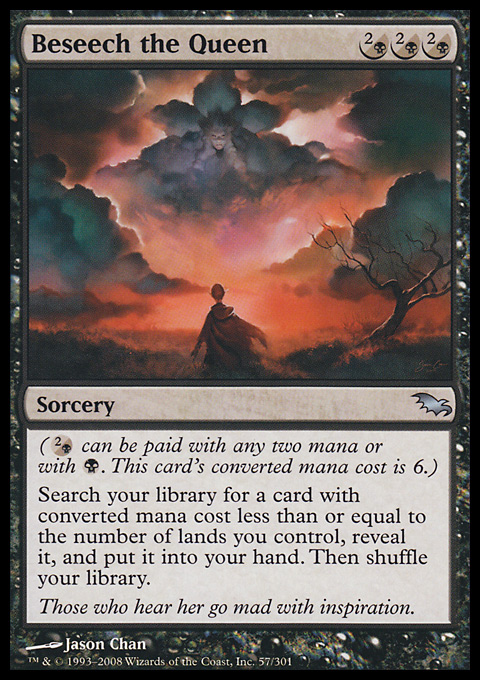 Beseech the Queen
Sorcery
( 2 can be paid with any two mana or
with . This card's converted mana cost is 6.)
Search your library for a card with
converted mana cost less than or equal to
the number of lands you control, reveal
it, and put it into your hand. Then shuffle
your library.
Those who hear her go mad with inspiration.
Jason Chan
™ & © 1993–2008 Wizards of the Coast, Inc. 57/301